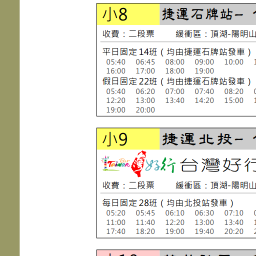 小8 捷運石牌站-
收費：二段票 緩衝區：頂湖-陽明山
平日固定14班（均由捷運石牌站發車）
05:40 06:45 08:00 09:00 10:00
16:00 17:00 18:00 19:00
假日固定22班（均由捷運石牌站發車）
05:40 06:20 07:00 07:40 08:20
12:20 13:00 13:40 14:20 15:00
19:00 20:00
小9 捷運北投-
好行台灣好行
收費：二段票 緩衝區：頂湖-陽明
每日固定28班（均由北投站發車）
05:20 05:45 06:10 06:30 07:10
11:00 11:40 12:20 13:00 13:40
17:40 18:20 19:00 19:40 20:20